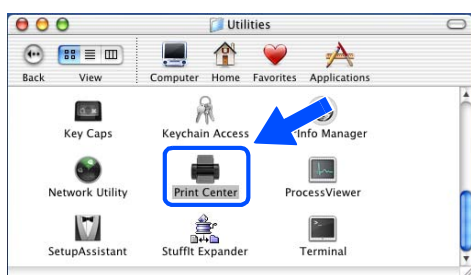 Utilities
Back View Computer Home Favorites Applications
Key Caps Keychain Access Info Manager
Network Utility Print Center ProcessViewer
SetupAssistant StuffIt Expander Terminal